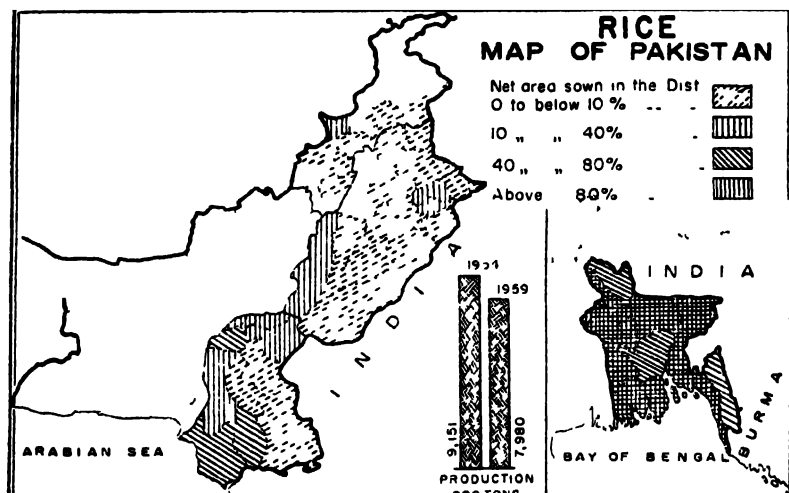 RICE
MAP OF PAKISTAN
Net area sown in the Dist
0 to below 10%
10 „ „ 40%
40 „ „ 80%
Above 80%
INDIA
INDIA
1959
9,151
7,980
BURMA
ARABIAN SEA
BAY OF BENGAL
PRODUCTION